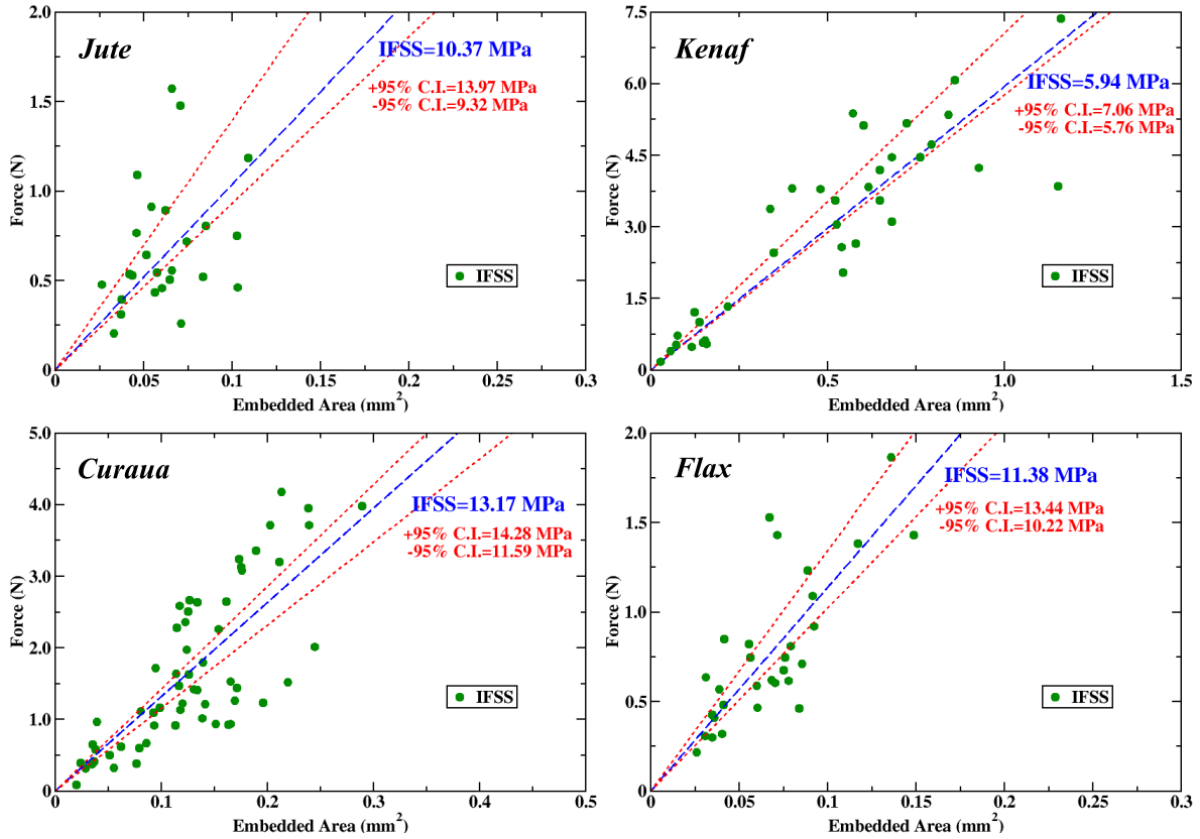 Jute
IFSS=10.37 MPa
+95% C.I.=13.97 MPa
-95% C.I.=9.32 MPa
IFSS
Force (N)
2.0
1.5
1.0
0.5
0
0
0.05
0.1
0.15
0.2
0.25
0.3
Embedded Area (mm²)
Kenaf
IFSS=5.94 MPa
+95% C.I.=7.06 MPa
-95% C.I.=5.76 MPa
IFSS
Force (N)
7.5
6.0
4.5
3.0
1.5
0
0
0.5
1.0
1.5
Embedded Area (mm²)
Curaua
IFSS=13.17 MPa
+95% C.I.=14.28 MPa
-95% C.I.=11.59 MPa
IFSS
Force (N)
5.0
4.0
3.0
2.0
1.0
0
0
0.1
0.2
0.3
0.4
0.5
Embedded Area (mm²)
Flax
IFSS=11.38 MPa
+95% C.I.=13.44 MPa
-95% C.I.=10.22 MPa
IFSS
Force (N)
2.0
1.5
1.0
0.5
0
0
0.05
0.1
0.15
0.2
0.25
0.3
Embedded Area (mm²)